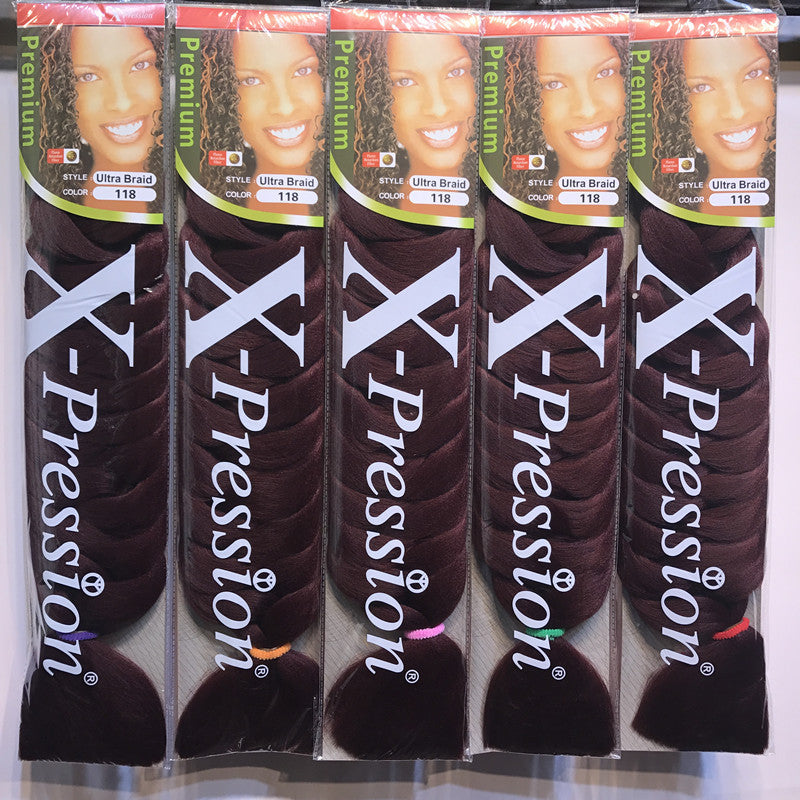 Pression
Premium
STYLE : Ultra Braid
COLOR : 118
X-Pression®
Premium
STYLE : Ultra Braid
COLOR : 118
X-Pression®
Premium
STYLE : Ultra Braid
COLOR : 118
X-Pression®
Premium
STYLE : Ultra Braid
COLOR : 118
X-Pression®
Premium
STYLE : Ultra Braid
COLOR : 118
X-Pression®